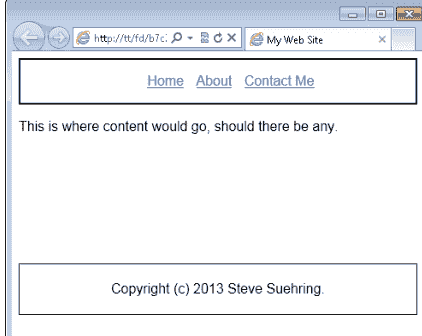 http://tt/fd/b7c:
My Web Site
Home About Contact Me
This is where content would go, should there be any.
Copyright (c) 2013 Steve Suehring.